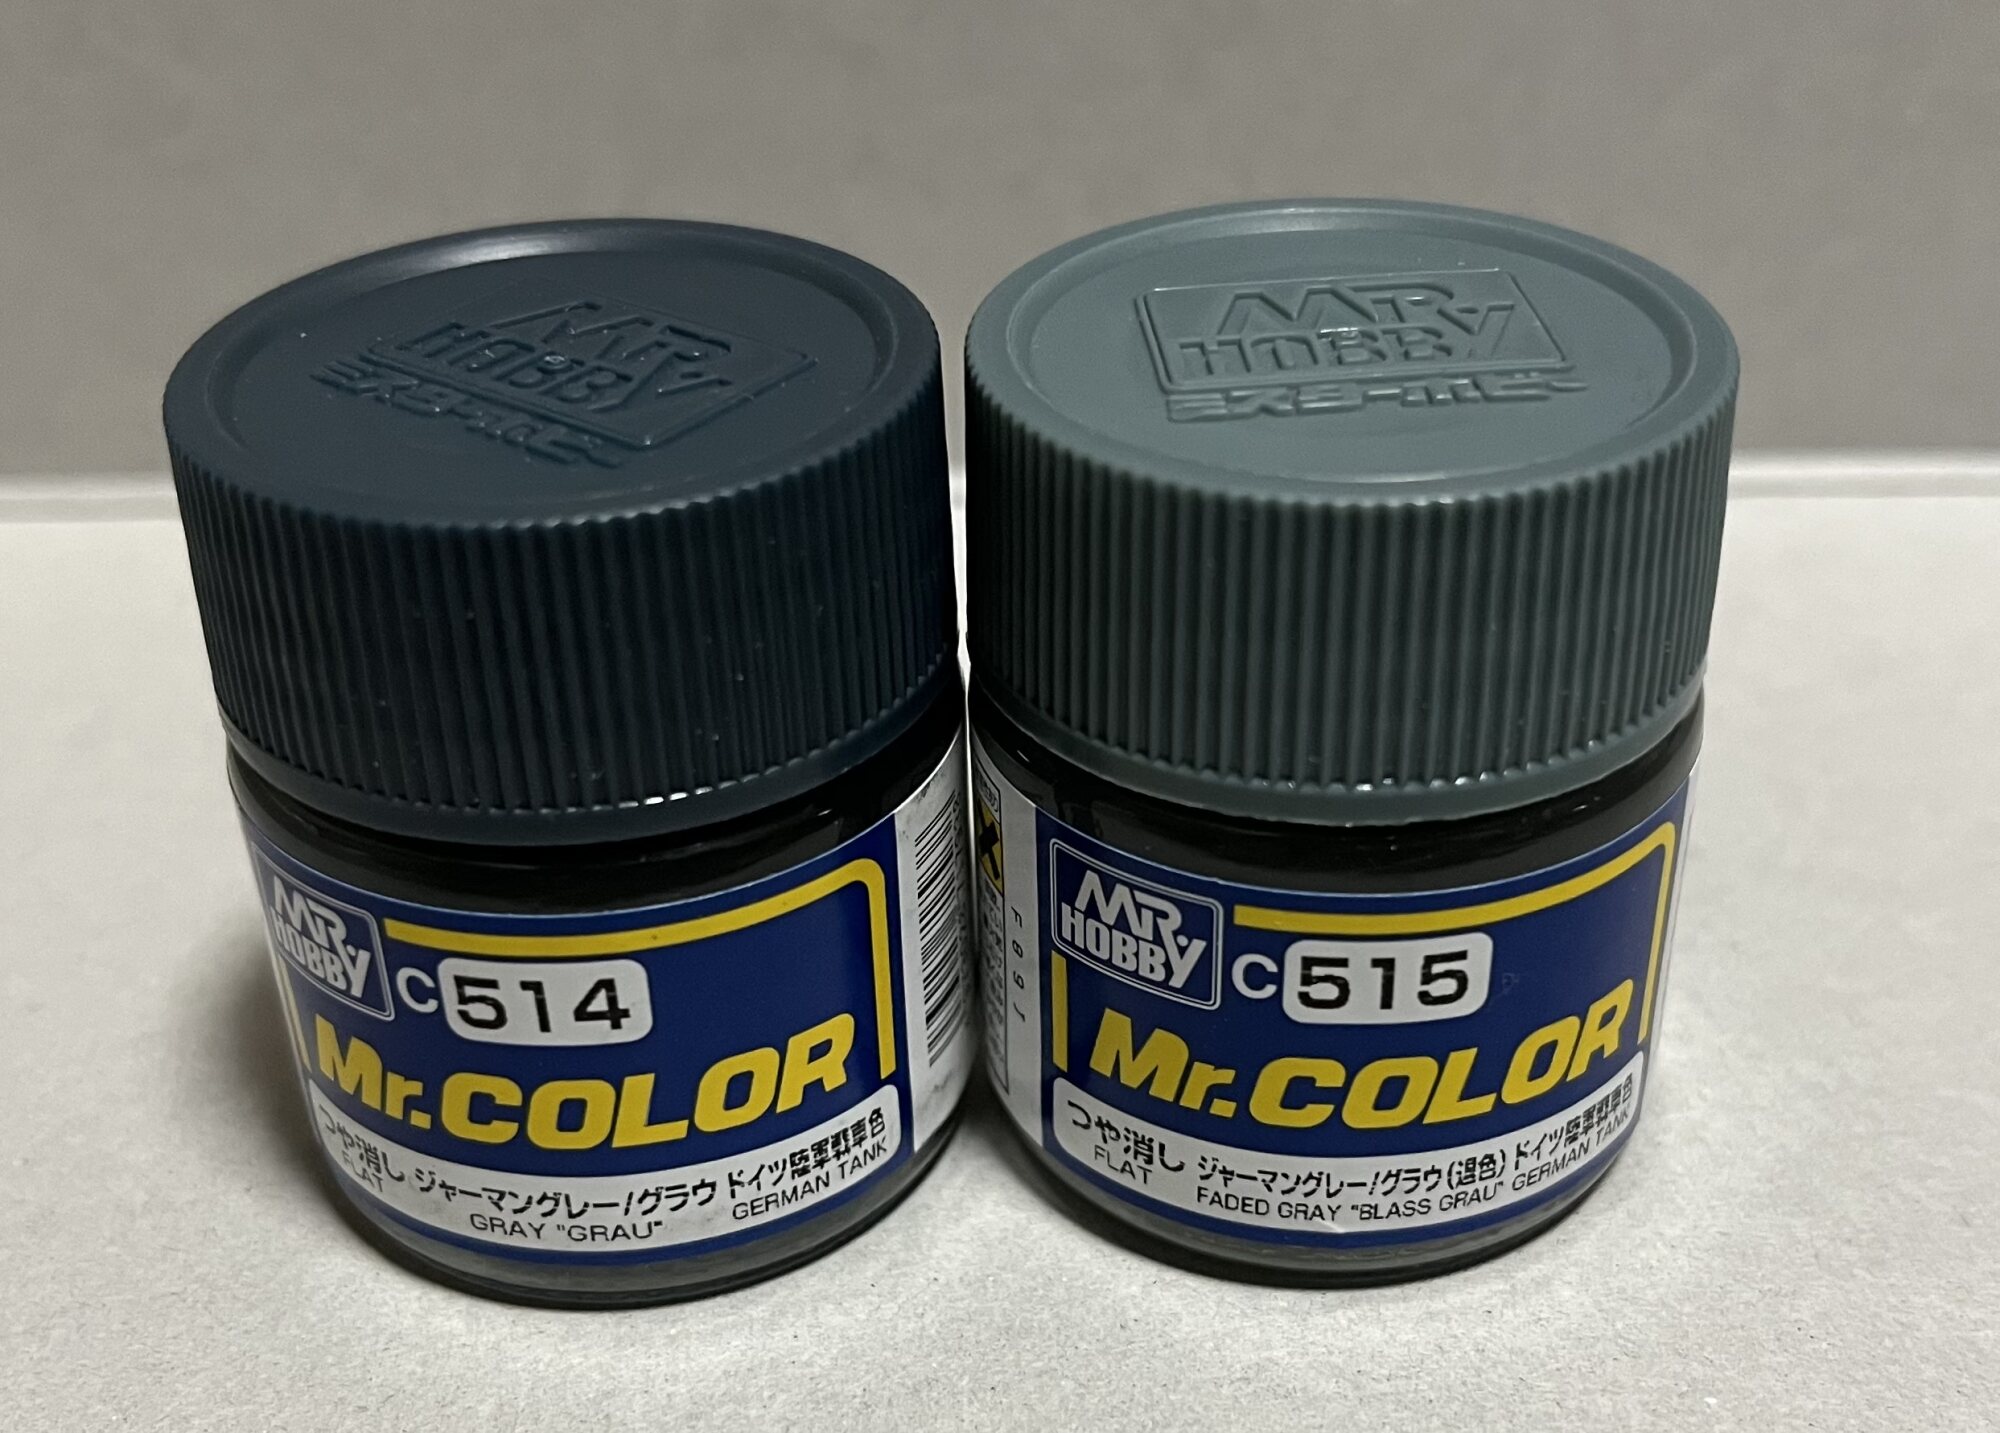 MR.
HOBBY
ミスターホビー
MR.
HOBBY
C 514
Mr.COLOR
つや消し ジャーマングレー/グラウ ドイツ陸軍戦車色
FLAT GRAY "GRAU" GERMAN TANK
MR.
HOBBY
ミスターホビー
F89J
MR.
HOBBY
C 515
Mr.COLOR
つや消し ジャーマングレー/グラウ(退色) ドイツ陸軍戦車色
FLAT FADED GRAY "BLASS GRAU" GERMAN TANK